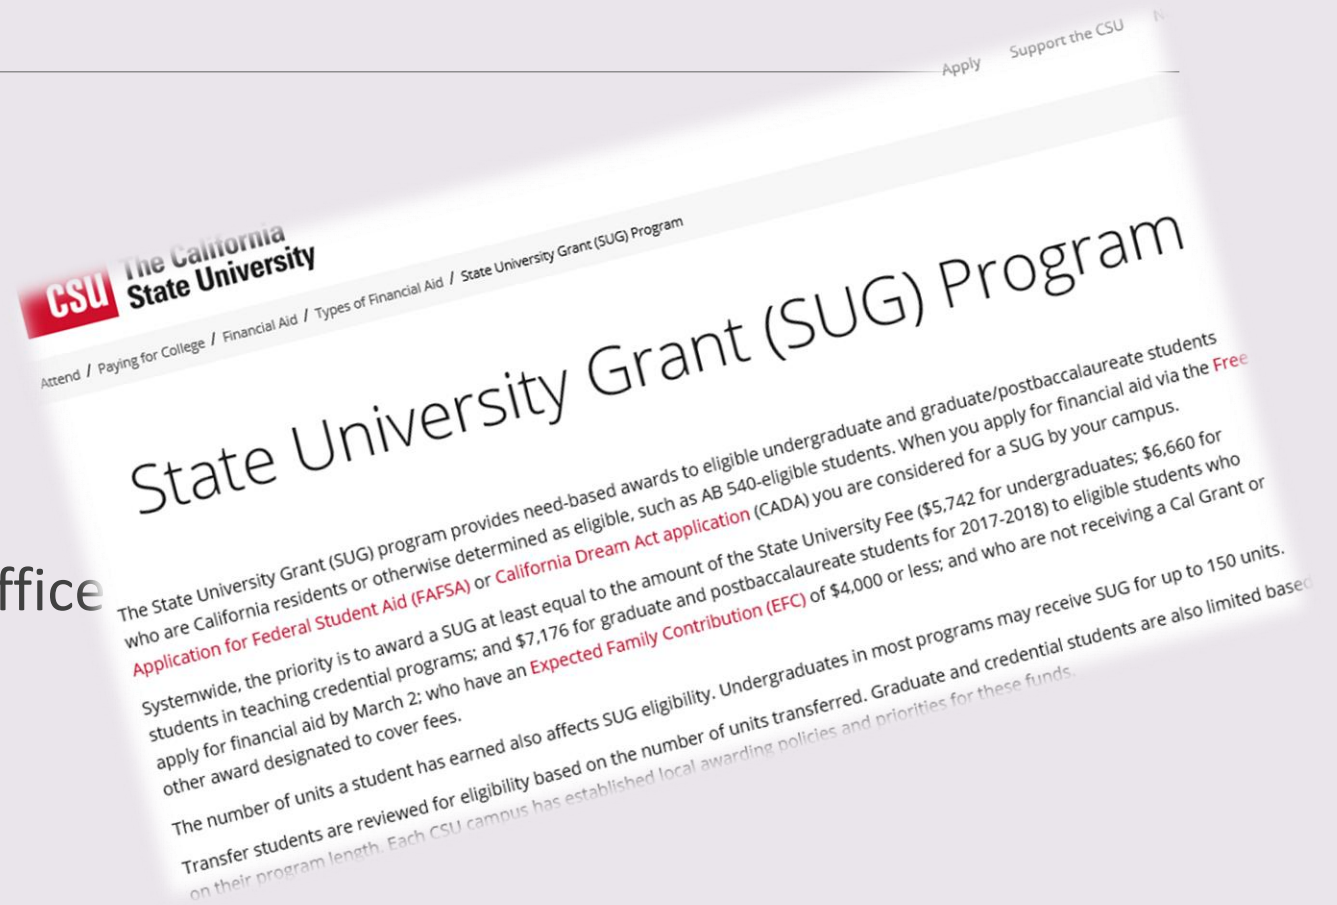 Apply Support the CSU
CSU The California
State University
Attend / Paying for College / Financial Aid / Types of Financial Aid / State University Grant (SUG) Program
State University Grant (SUG) Program
The State University Grant (SUG) program provides need-based awards to eligible undergraduate and graduate/postbaccalaureate students
who are California residents or otherwise determined as eligible, such as AB 540-eligible students. When you apply for financial aid via the Free
Application for Federal Student Aid (FAFSA) or California Dream Act application (CADA) you are considered for a SUG by your campus.
Systemwide, the priority is to award a SUG at least equal to the amount of the State University Fee ($5,742 for undergraduates; $6,660 for
students in teaching credential programs; and $7,176 for graduate and postbaccalaureate students for 2017-2018) to eligible students who
apply for financial aid by March 2; who have an Expected Family Contribution (EFC) of $4,000 or less; and who are not receiving a Cal Grant or
other award designated to cover fees.
The number of units a student has earned also affects SUG eligibility. Undergraduates in most programs may receive SUG for up to 150 units.
Transfer students are reviewed for eligibility based on the number of units transferred. Graduate and credential students are also limited based
on their program length. Each CSU campus has established local awarding policies and priorities for these funds.
ffice